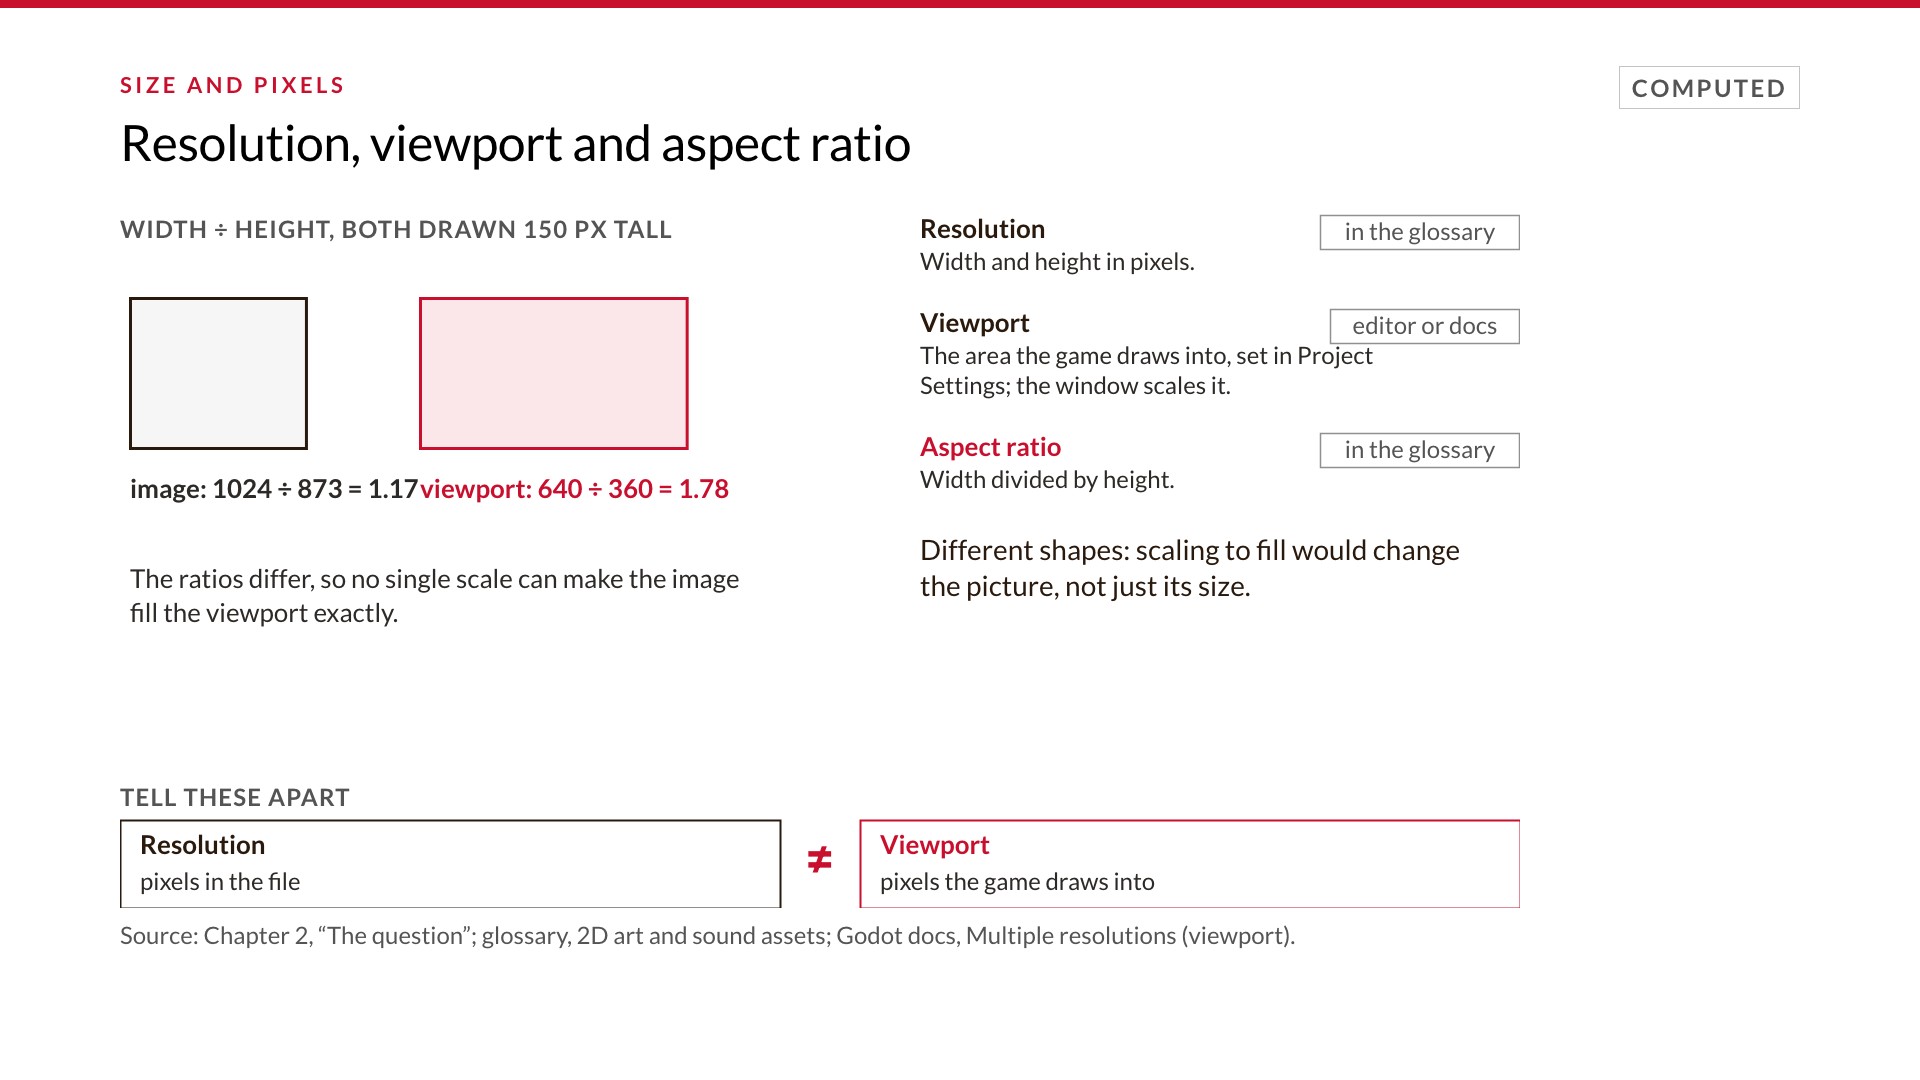 SIZE AND PIXELS
COMPUTED
Resolution, viewport and aspect ratio
WIDTH ÷ HEIGHT, BOTH DRAWN 150 PX TALL
image: 1024 ÷ 873 = 1.17
viewport: 640 ÷ 360 = 1.78
The ratios differ, so no single scale can make the image
fill the viewport exactly.
Resolution
in the glossary
Width and height in pixels.
Viewport
editor or docs
The area the game draws into, set in Project
Settings; the window scales it.
Aspect ratio
in the glossary
Width divided by height.
Different shapes: scaling to fill would change
the picture, not just its size.
TELL THESE APART
Resolution
pixels in the file
≠
Viewport
pixels the game draws into
Source: Chapter 2, “The question”; glossary, 2D art and sound assets; Godot docs, Multiple resolutions (viewport).